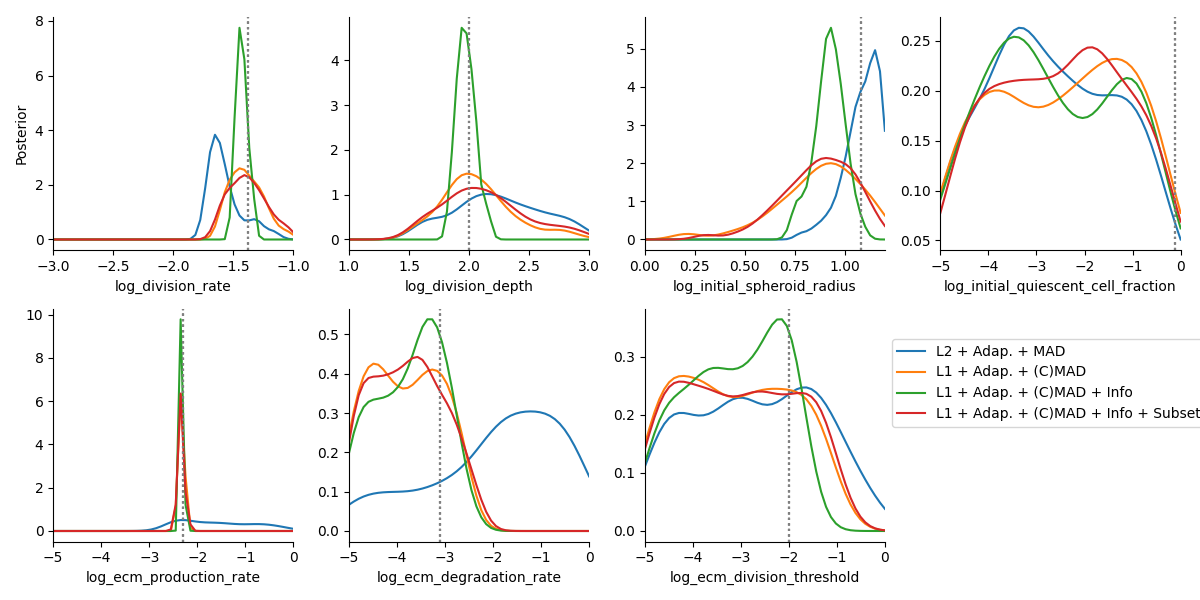 8
6
4
2
0
Posterior
−3.0 −2.5 −2.0 −1.5 −1.0
log_division_rate
4
3
2
1
0
1.0 1.5 2.0 2.5 3.0
log_division_depth
5
4
3
2
1
0
0.00 0.25 0.50 0.75 1.00
log_initial_spheroid_radius
0.25
0.20
0.15
0.10
0.05
−5 −4 −3 −2 −1 0
log_initial_quiescent_cell_fraction
10
8
6
4
2
0
−5 −4 −3 −2 −1 0
log_ecm_production_rate
0.5
0.4
0.3
0.2
0.1
0.0
−5 −4 −3 −2 −1 0
log_ecm_degradation_rate
0.3
0.2
0.1
0.0
−5 −4 −3 −2 −1 0
log_ecm_division_threshold
L2 + Adap. + MAD
L1 + Adap. + (C)MAD
L1 + Adap. + (C)MAD + Info
L1 + Adap. + (C)MAD + Info + Subset